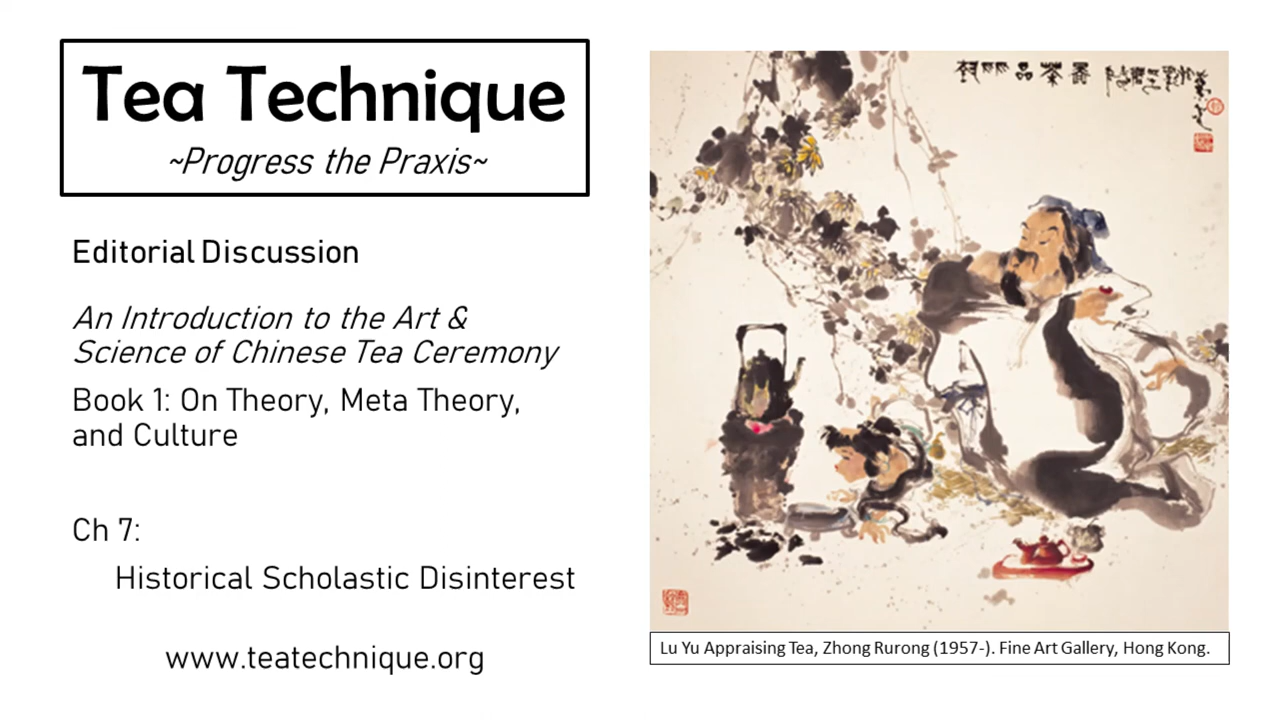 Tea Technique
~Progress the Praxis~
Editorial Discussion
An Introduction to the Art &
Science of Chinese Tea Ceremony
Book 1: On Theory, Meta Theory,
and Culture
Ch 7:
Historical Scholastic Disinterest
www.teatechnique.org
Lu Yu Appraising Tea, Zhong Rurong (1957-). Fine Art Gallery, Hong Kong.